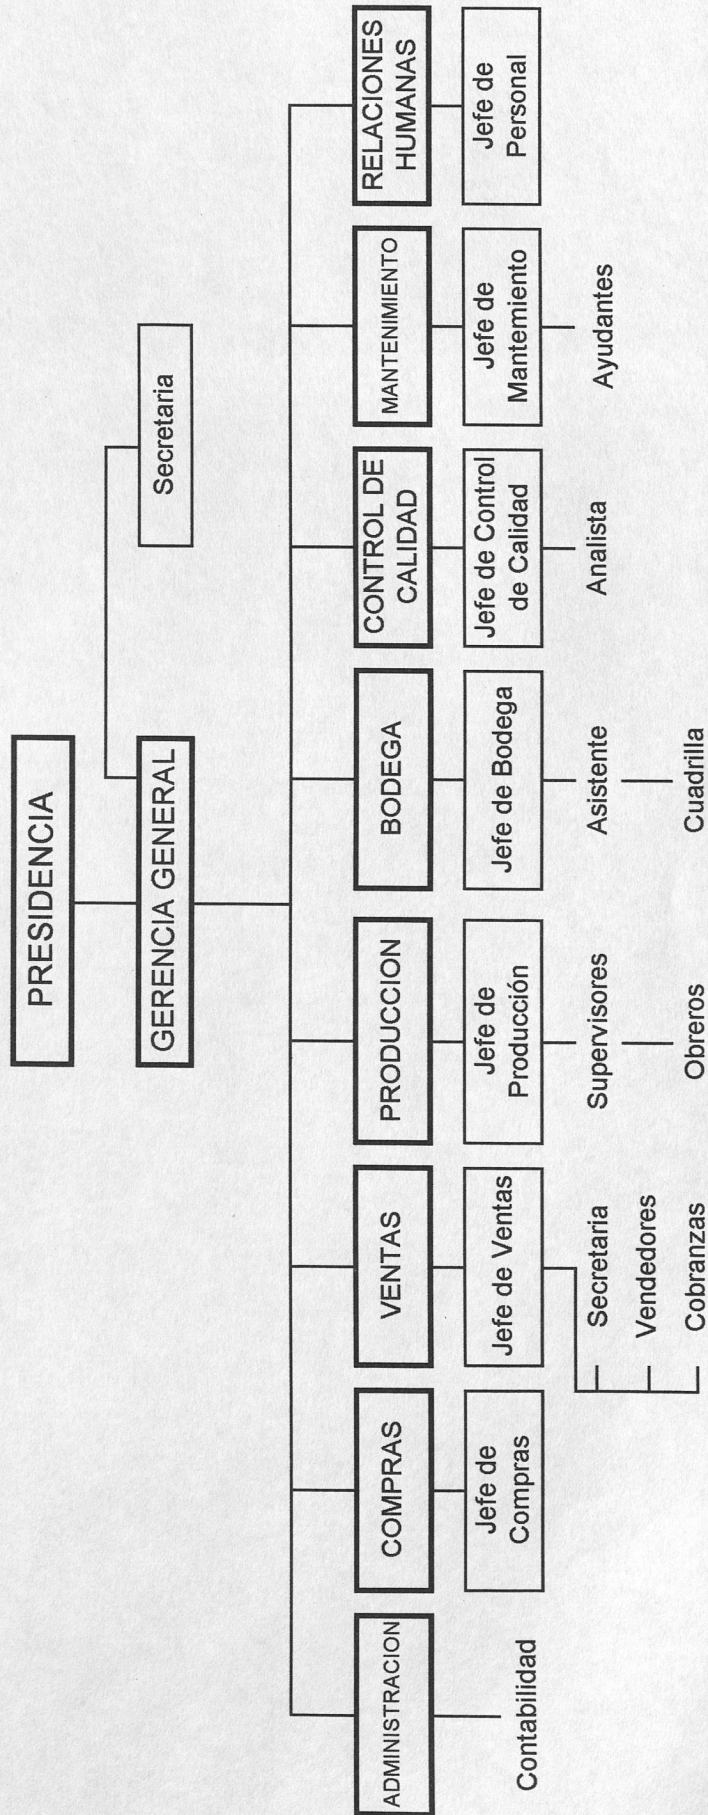 PRESIDENCIA
GERENCIA GENERAL
Secretaria
ADMINISTRACION
Contabilidad
COMPRAS
Jefe de
Compras
VENTAS
Jefe de Ventas
Secretaria
Vendedores
Cobranzas
PRODUCCION
Jefe de
Producción
Supervisores
Obreros
BODEGA
Jefe de Bodega
Asistente
Cuadrilla
CONTROL DE
CALIDAD
Jefe de Control
de Calidad
Analista
MANTENIMIENTO
Jefe de
Mantemiento
Ayudantes
RELACIONES
HUMANAS
Jefe de
Personal